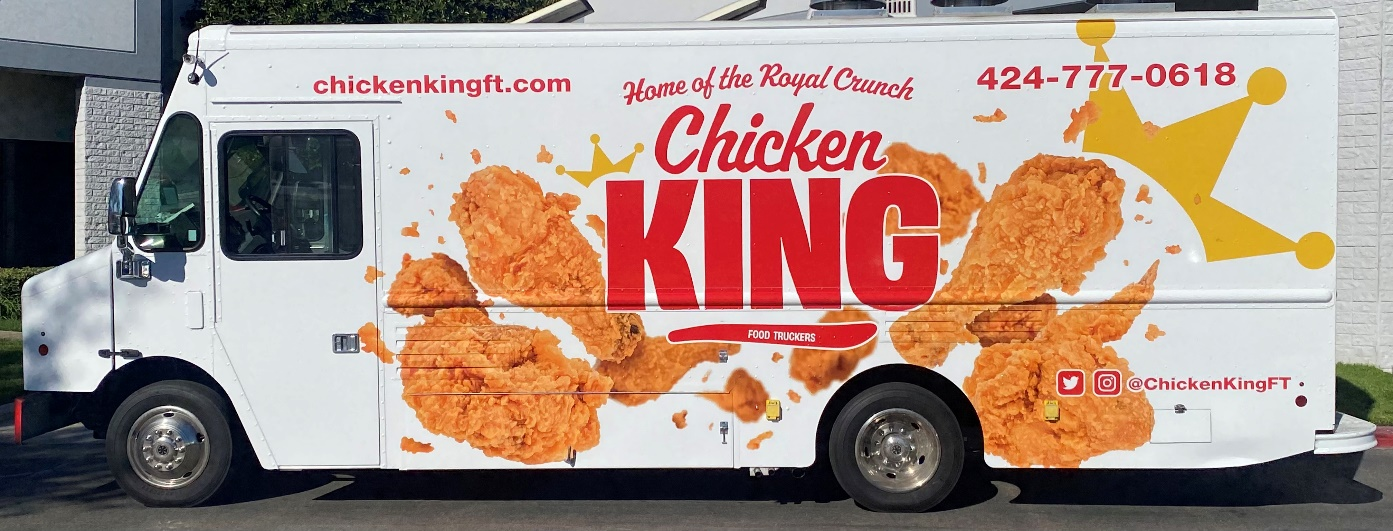 chickenkingft.com
Home of the Royal Crunch
424-777-0618
Chicken
KING
FOOD TRUCKERS
@ChickenKingFT